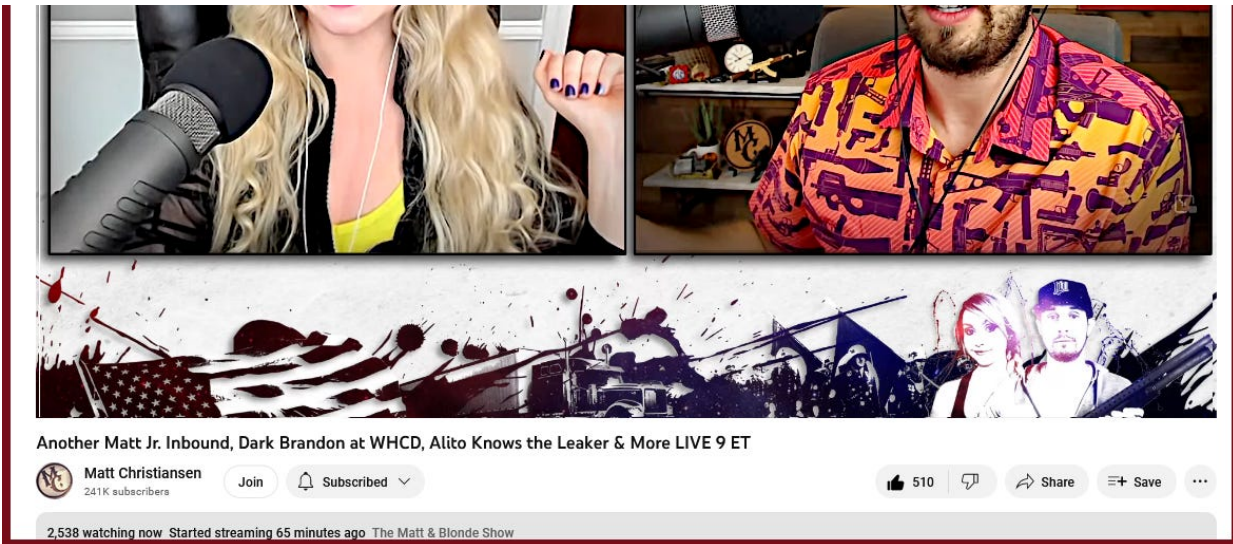 MC
Another Matt Jr. Inbound, Dark Brandon at WHCD, Alito Knows the Leaker & More LIVE 9 ET
MC
Matt Christiansen
241K subscribers
Join
Subscribed
510
Share
Save
2,538 watching now Started streaming 65 minutes ago The Matt & Blonde Show